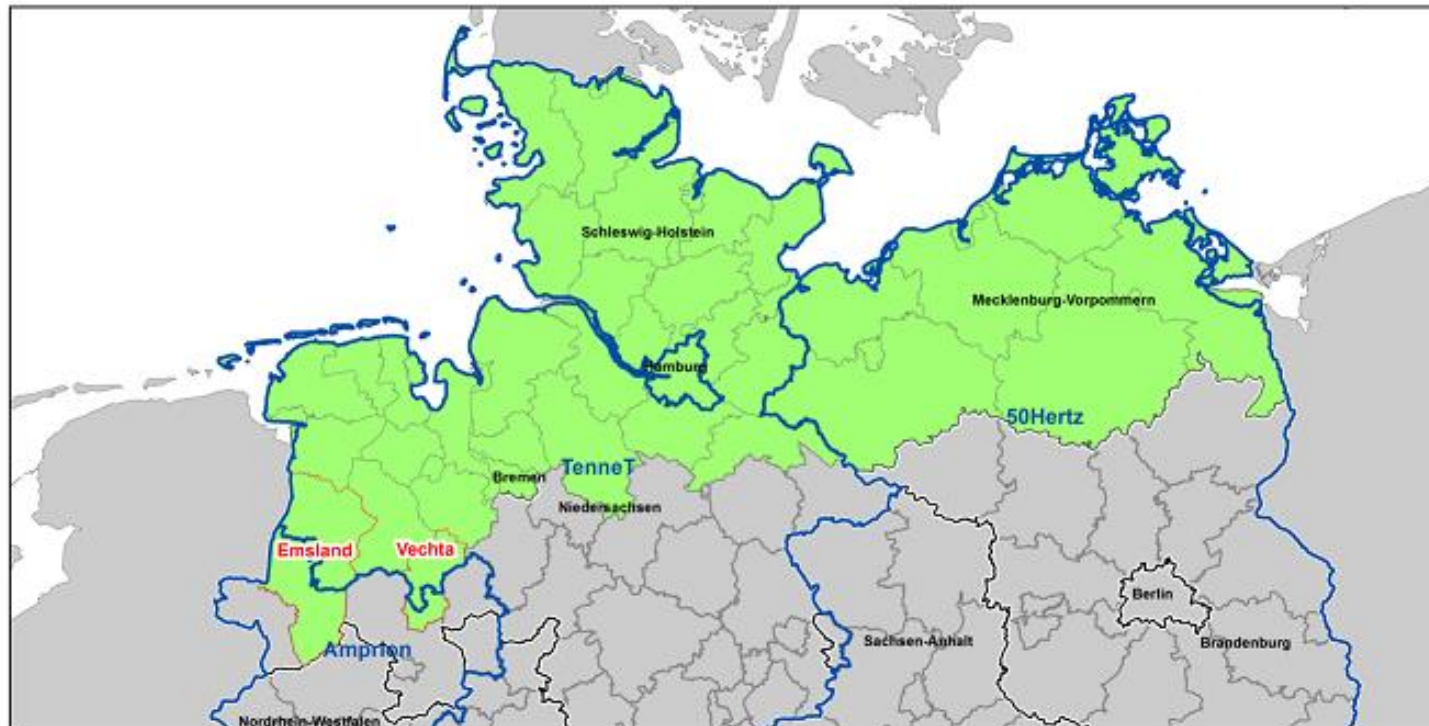 Schleswig-Holstein
Mecklenburg-Vorpommern
Hamburg
50Hertz
TenneT
Bremen
Niedersachsen
Emsland
Vechta
Berlin
Sachsen-Anhalt
Brandenburg
Amprion
Nordrhein-Westfalen